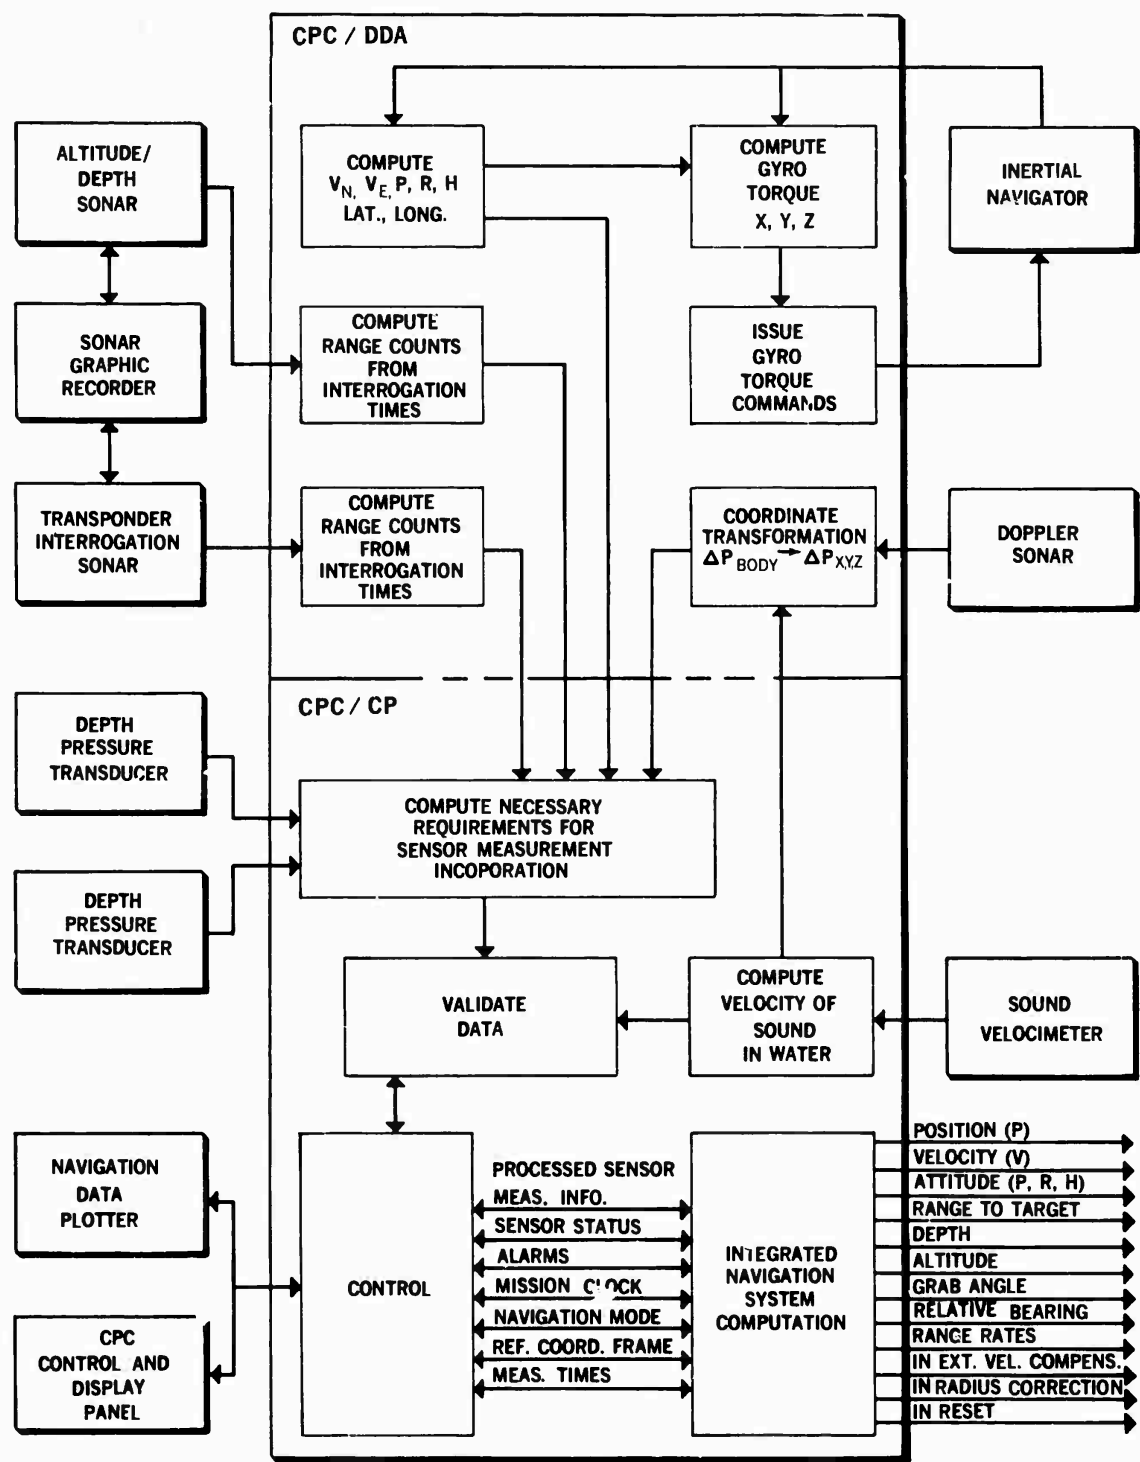 CPC / DDA
ALTITUDE/
DEPTH
SONAR
COMPUTE
VN, VE, P, R, H
LAT., LONG.
COMPUTE
GYRO
TORQUE
X, Y, Z
INERTIAL
NAVIGATOR
SONAR
GRAPHIC
RECORDER
COMPUTE
RANGE COUNTS
FROM
INTERROGATION
TIMES
ISSUE
GYRO
TORQUE
COMMANDS
TRANSPONDER
INTERROGATION
SONAR
COMPUTE
RANGE COUNTS
FROM
INTERROGATION
TIMES
COORDINATE
TRANSFORMATION
ΔP BODY → ΔP X,Y,Z
DOPPLER
SONAR
CPC / CP
DEPTH
PRESSURE
TRANSDUCER
COMPUTE NECESSARY
REQUIREMENTS FOR
SENSOR MEASUREMENT
INCOPORATION
DEPTH
PRESSURE
TRANSDUCER
VALIDATE
DATA
COMPUTE
VELOCITY OF
SOUND
IN WATER
SOUND
VELOCIMETER
NAVIGATION
DATA
PLOTTER
CPC
CONTROL AND
DISPLAY
PANEL
CONTROL
PROCESSED SENSOR
MEAS. INFO.
SENSOR STATUS
ALARMS
MISSION CLOCK
NAVIGATION MODE
REF. COORD. FRAME
MEAS. TIMES
INTEGRATED
NAVIGATION
SYSTEM
COMPUTATION
POSITION (P)
VELOCITY (V)
ATTITUDE (P, R, H)
RANGE TO TARGET
DEPTH
ALTITUDE
GRAB ANGLE
RELATIVE BEARING
RANGE RATES
IN EXT. VEL. COMPENS.
IN RADIUS CORRECTION
IN RESET